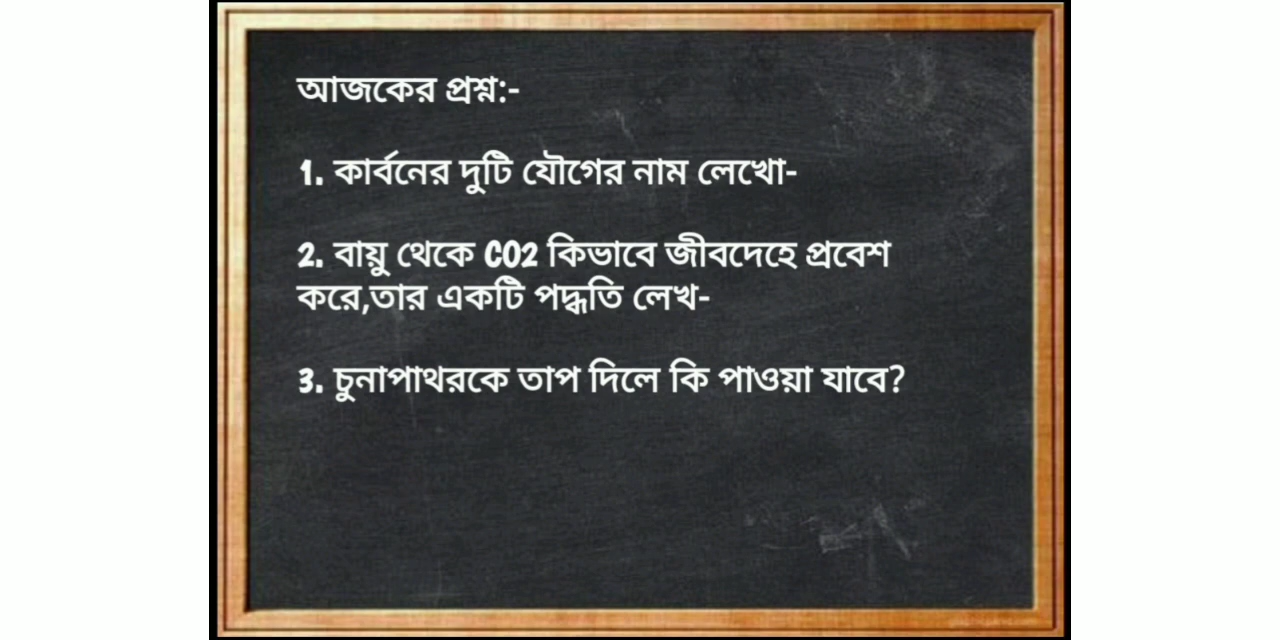 আজকের প্রশ্ন:-
1. কার্বনের দুটি যৌগের নাম লেখো-
2. বায়ু থেকে CO2 কিভাবে জীবদেহে প্রবেশ
করে,তার একটি পদ্ধতি লেখ-
3. চুনাপাথরকে তাপ দিলে কি পাওয়া যাবে?